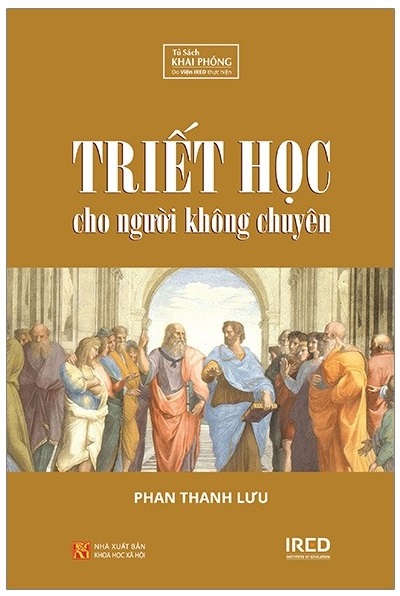 Tủ Sách
KHAI PHÓNG
Do Viện IRED thực hiện
TRIẾT HỌC
cho người không chuyên
PHAN THANH LƯU
NHÀ XUẤT BẢN
KHOA HỌC XÃ HỘI
IRED
INSTITUTE OF EDUCATION